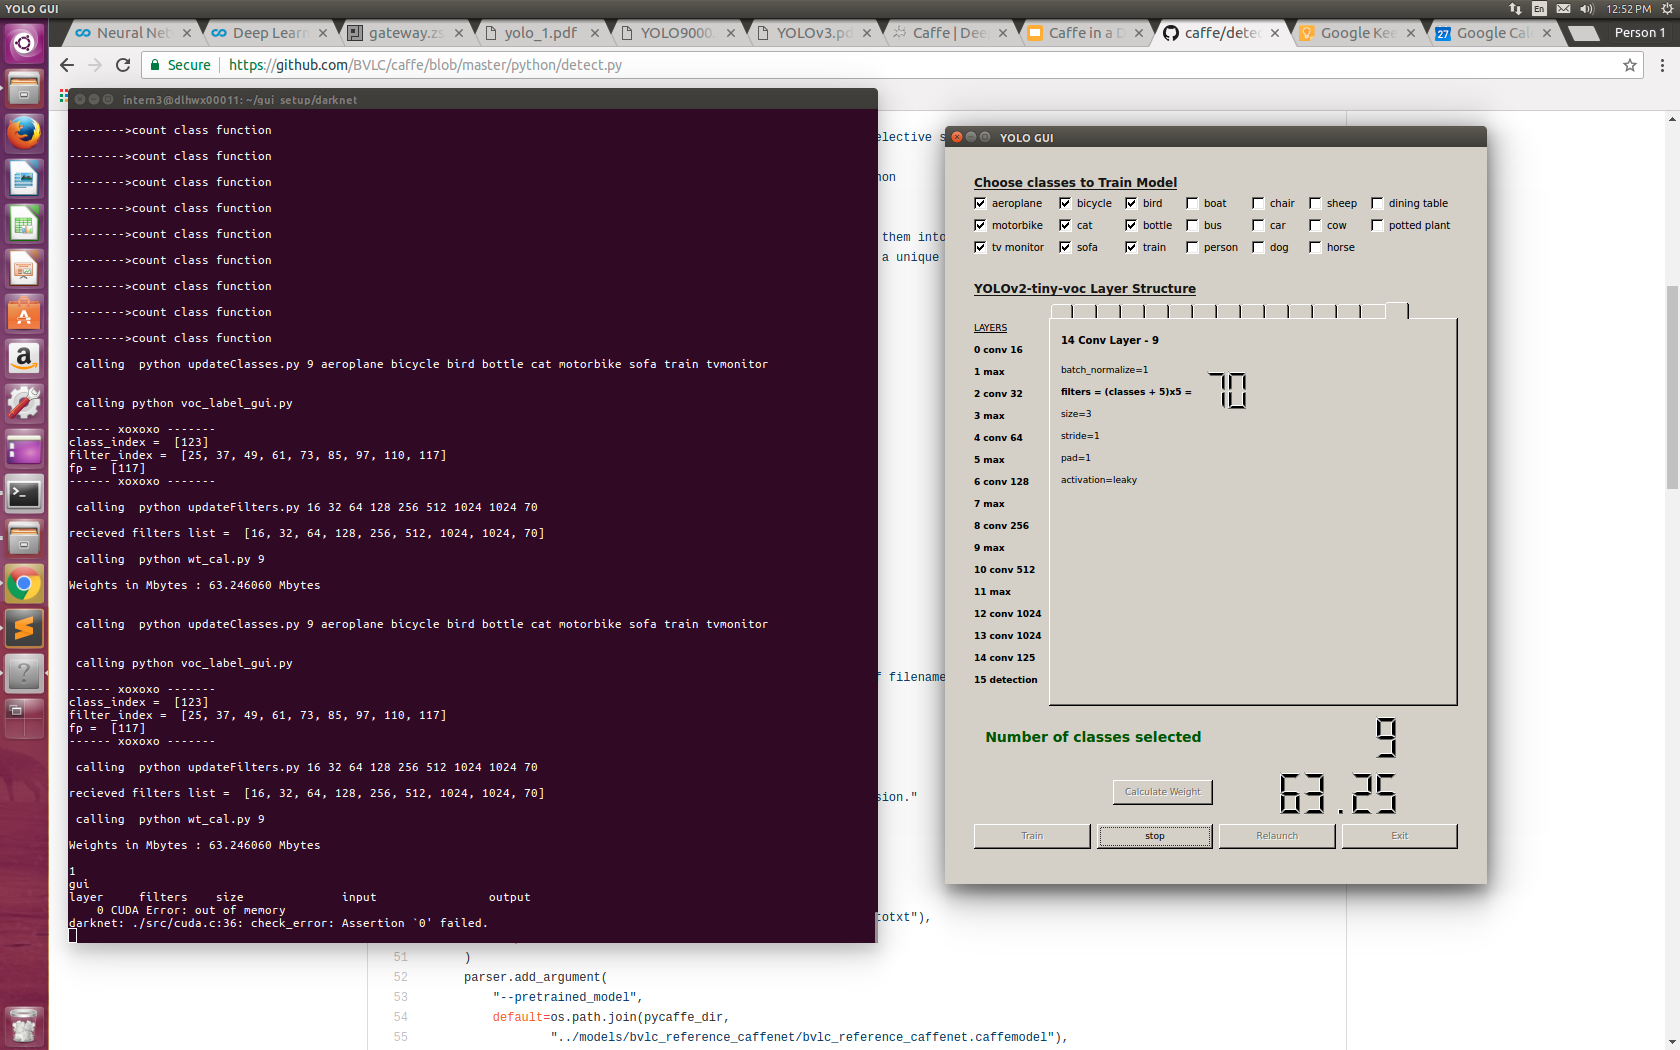 YOLO GUI
En
12:52 PM
Neural Net
Deep Learn
gateway.zs
yolo_1.pdf
YOLO9000.
YOLOv3.pd
Caffe | Dee
Caffe in a D
caffe/dete
Google Kee
Google Cal
Person 1
Secure
https://github.com/BVLC/caffe/blob/master/python/detect.py
intern3@dlhwx00011: ~/gui_setup/darknet
-------->count class function
-------->count class function
-------->count class function
-------->count class function
-------->count class function
-------->count class function
-------->count class function
-------->count class function
-------->count class function
calling  python updateClasses.py 9 aeroplane bicycle bird bottle cat motorbike sofa train tvmonitor
calling python voc_label_gui.py
------ xoxoxo -------
class_index =  [123]
filter_index =  [25, 37, 49, 61, 73, 85, 97, 110, 117]
fp =  [117]
------ xoxoxo -------
calling  python updateFilters.py 16 32 64 128 256 512 1024 1024 70
recieved filters list =  [16, 32, 64, 128, 256, 512, 1024, 1024, 70]
calling  python wt_cal.py 9
Weights in Mbytes : 63.246060 Mbytes
calling  python updateClasses.py 9 aeroplane bicycle bird bottle cat motorbike sofa train tvmonitor
calling python voc_label_gui.py
------ xoxoxo -------
class_index =  [123]
filter_index =  [25, 37, 49, 61, 73, 85, 97, 110, 117]
fp =  [117]
------ xoxoxo -------
calling  python updateFilters.py 16 32 64 128 256 512 1024 1024 70
recieved filters list =  [16, 32, 64, 128, 256, 512, 1024, 1024, 70]
calling  python wt_cal.py 9
Weights in Mbytes : 63.246060 Mbytes
1
gui
layer     filters    size              input                output
0 CUDA Error: out of memory
darknet: ./src/cuda.c:36: check_error: Assertion `0' failed.
elective s
hon
them into
a unique
f filenam
sion."
totxt"),
51 )
52 parser.add_argument(
53 "--pretrained_model",
54 default=os.path.join(pycaffe_dir,
55 "../models/bvlc_reference_caffenet/bvlc_reference_caffenet.caffemodel"),
YOLO GUI
Choose classes to Train Model
aeroplane bicycle bird boat chair sheep dining table
motorbike cat bottle bus car cow potted plant
tv monitor sofa train person dog horse
YOLOv2-tiny-voc Layer Structure
LAYERS
0 conv 16
1 max
2 conv 32
3 max
4 conv 64
5 max
6 conv 128
7 max
8 conv 256
9 max
10 conv 512
11 max
12 conv 1024
13 conv 1024
14 conv 125
15 detection
14 Conv Layer - 9
batch_normalize=1
filters = (classes + 5)x5 = 70
size=3
stride=1
pad=1
activation=leaky
Number of classes selected 9
Calculate Weight 63.25
Train stop Relaunch Exit